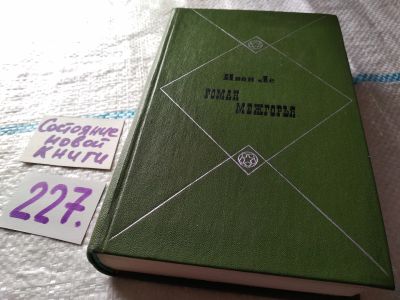 Состояние
новой
книги
227.
Иван Ле
РОМАН
МЕЖГОРЬЯ